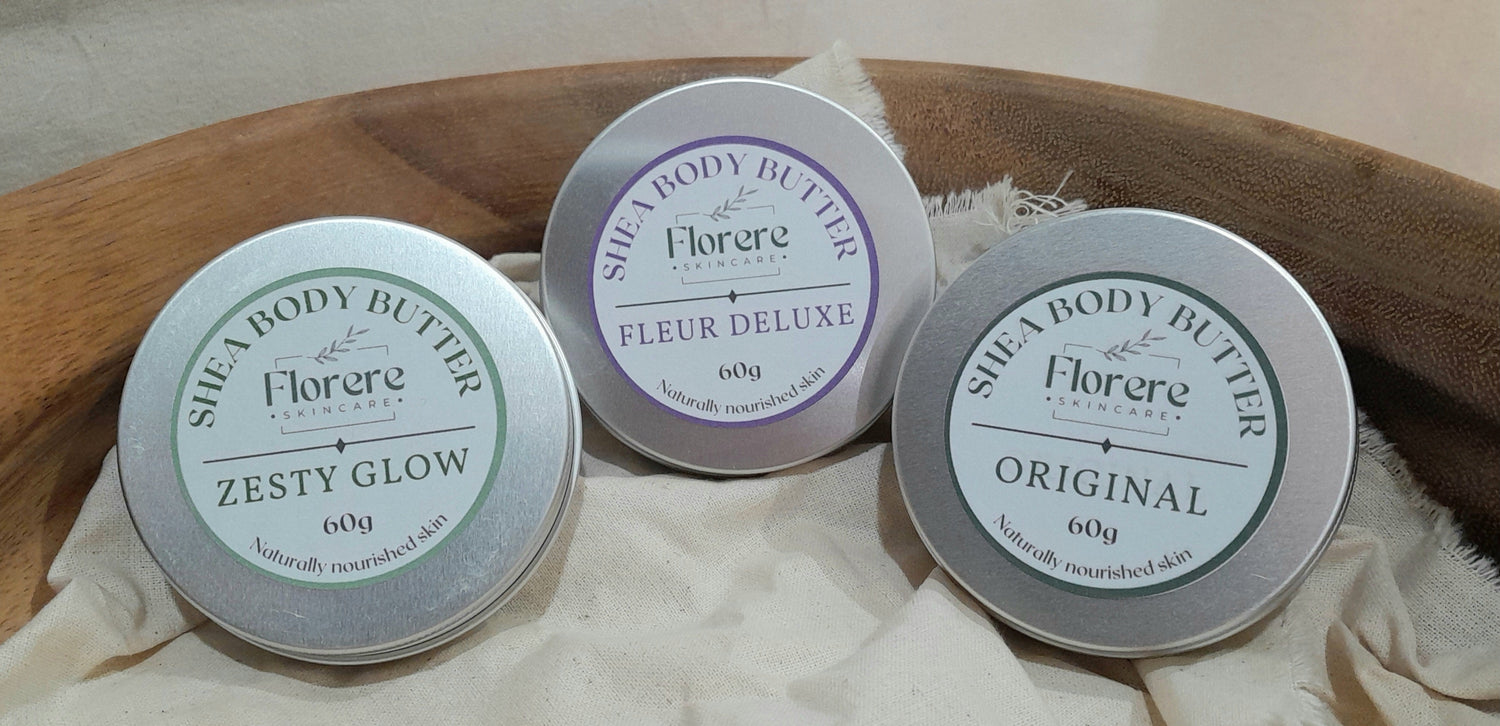 SHEA BODY BUTTER
Florere
•SKINCARE•
ZESTY GLOW
60g
Naturally nourished skin
SHEA BODY BUTTER
Florere
•SKINCARE•
FLEUR DELUXE
60g
Naturally nourished skin
SHEA BODY BUTTER
Florere
•SKINCARE•
ORIGINAL
60g
Naturally nourished skin